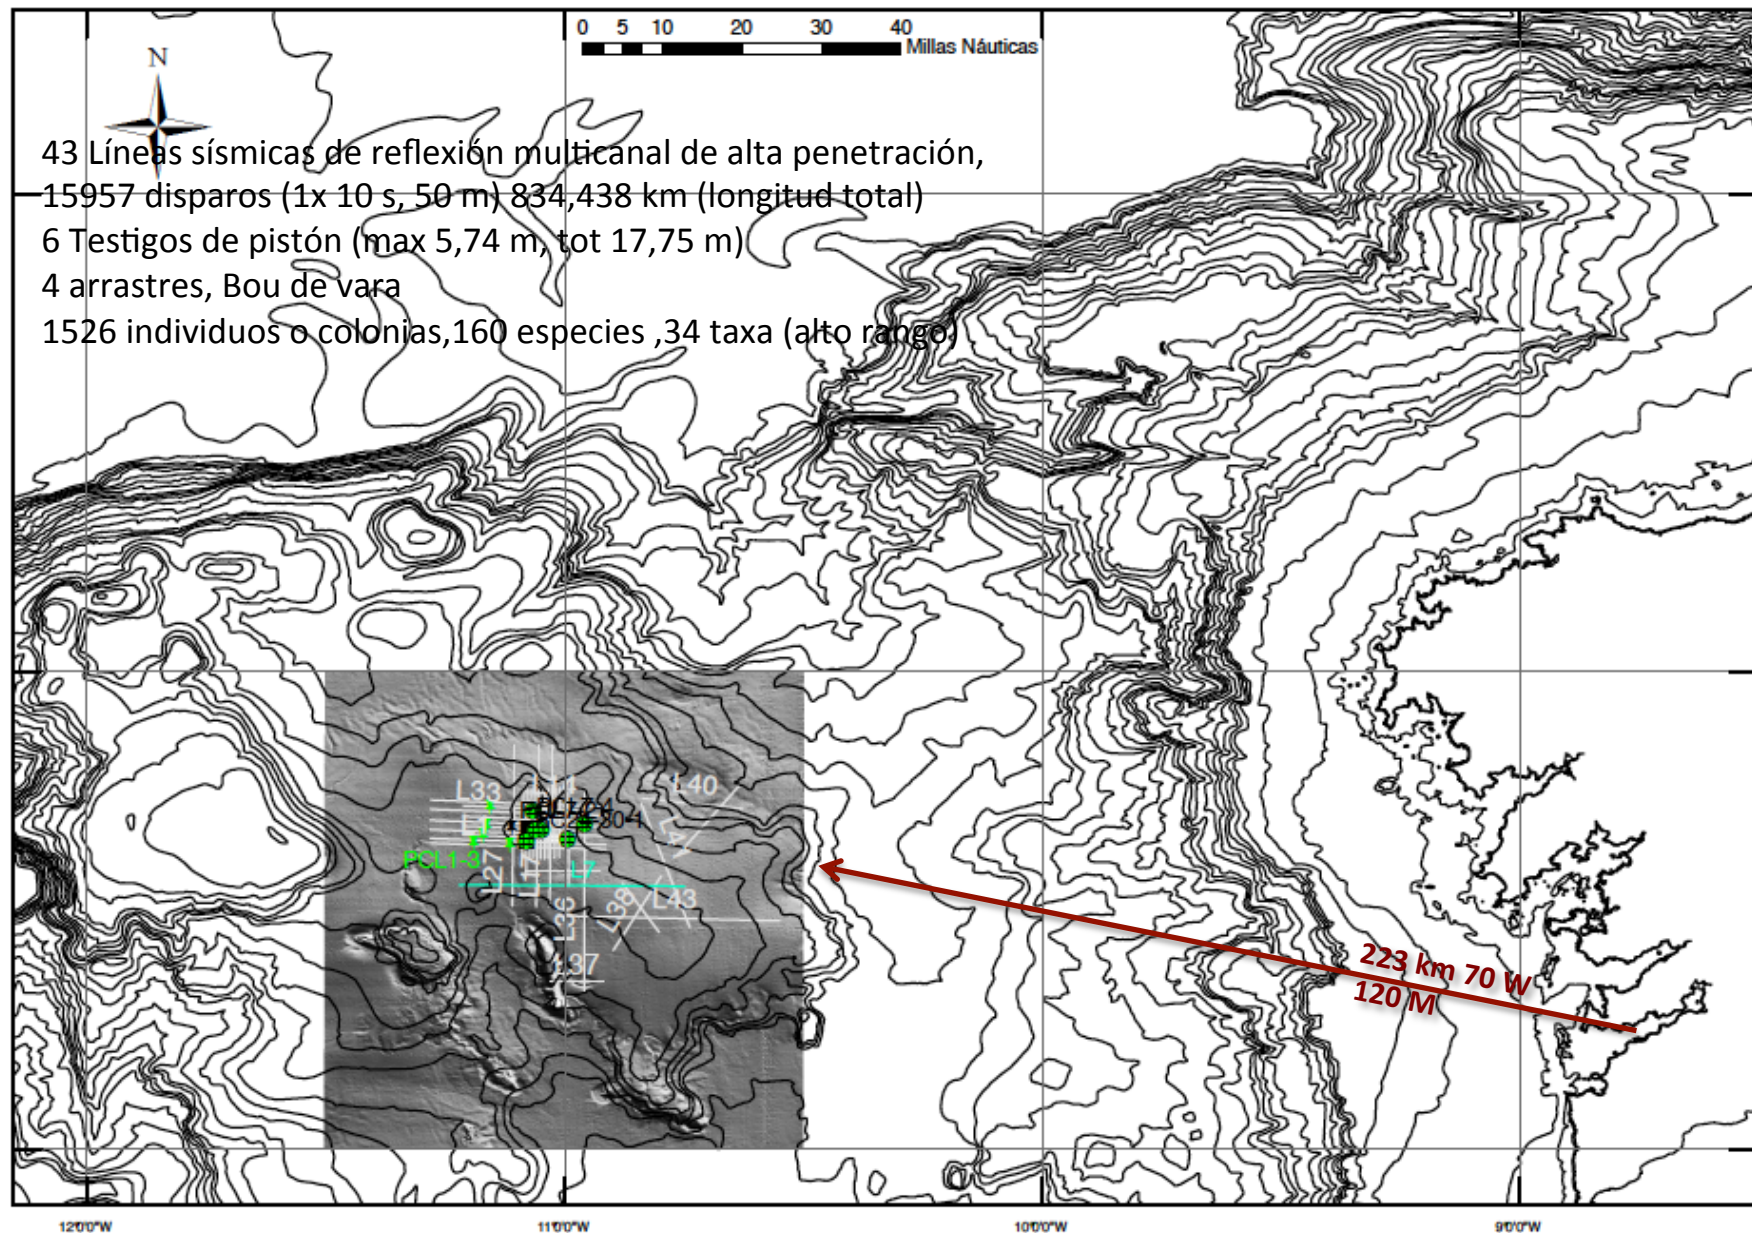 0 5 10 20 30 40
Millas Náuticas
N
43 Líneas sísmicas de reflexión multicanal de alta penetración,
15957 disparos (1x 10 s, 50 m) 834,438 km (longitud total)
6 Testigos de pistón (max 5,74 m, tot 17,75 m)
4 arrastres, Bou de vara
1526 individuos o colonias,160 especies ,34 taxa (alto rango)
L40
L33
PCL1-3
L27
L17
L7
L36
L38
L43
L37
223 km 70 W
120 M
12°0'0"W
11°0'0"W
10°0'0"W
9°0'0"W